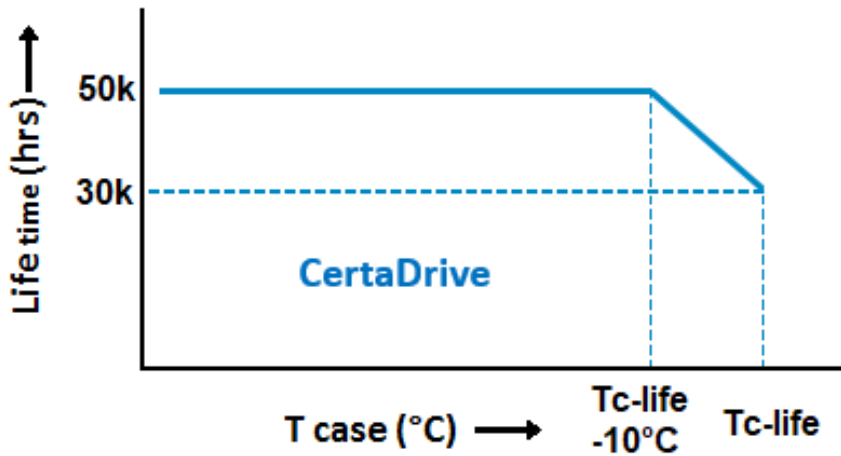 Life time (hrs)
50k
30k
CertaDrive
T case (°C)
Tc-life
-10°C
Tc-life